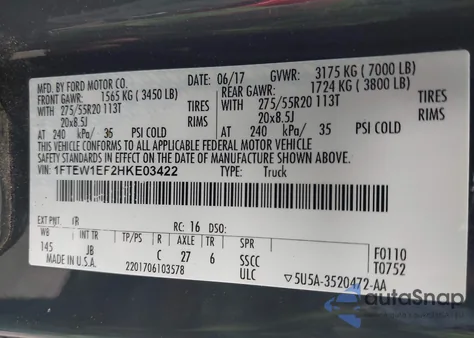 MFD. BY FORD MOTOR CO.
DATE: 06/17 GVWR: 3175 KG (7000 LB)
FRONT GAWR: 1565 KG (3450 LB) REAR GAWR: 1724 KG (3800 LB)
WITH 275/55R20 113T TIRES WITH 275/55R20 113T TIRES
20x8.5J RIMS 20x8.5J RIMS
AT 240 kPa/ 35 PSI COLD AT 240 kPa/ 35 PSI COLD
THIS VEHICLE CONFORMS TO ALL APPLICABLE FEDERAL MOTOR VEHICLE
SAFETY STANDARDS IN EFFECT ON THE DATE OF MANUFACTURE SHOWN ABOVE.
VIN: 1FTEW1EF2HKE03422 TYPE: Truck
EXT PNT: RC: 16 DSO:
WB TP/PS R AXLE TR SPR
145 JB C 27 6 SSCC F0110
MADE IN U.S.A. 2201706103578 ULC ▽5U5A-3520472-AA T0752
autoSnap